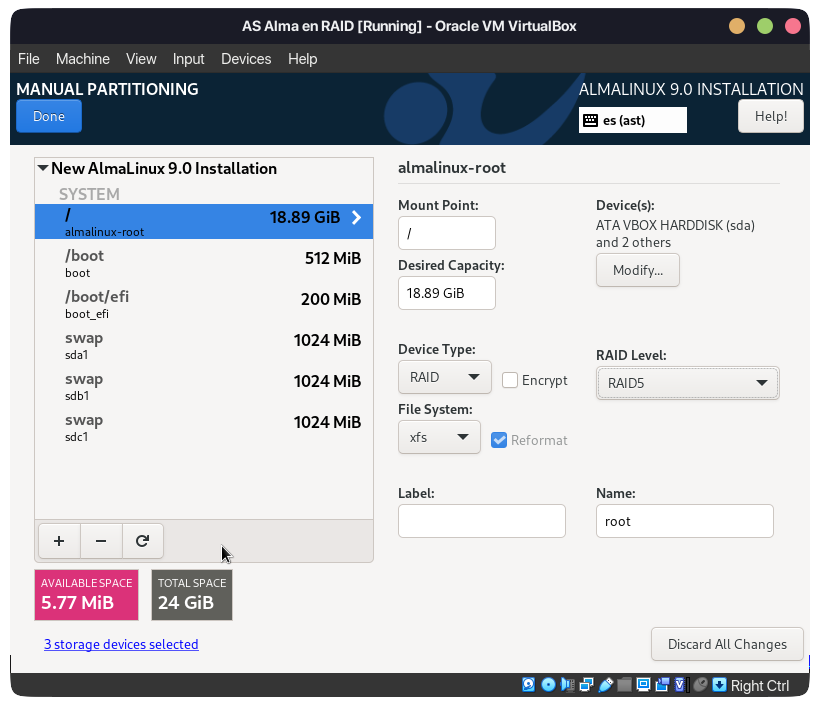 AS Alma en RAID [Running] - Oracle VM VirtualBox
File Machine View Input Devices Help
MANUAL PARTITIONING
ALMALINUX 9.0 INSTALLATION
Done
es (ast)
Help!
New AlmaLinux 9.0 Installation
SYSTEM
/ 18.89 GiB
almalinux-root
/boot 512 MiB
boot
/boot/efi 200 MiB
boot_efi
swap 1024 MiB
sda1
swap 1024 MiB
sdb1
swap 1024 MiB
sdc1
+ −
AVAILABLE SPACE
5.77 MiB
TOTAL SPACE
24 GiB
3 storage devices selected
almalinux-root
Mount Point:
/
Device(s):
ATA VBOX HARDDISK (sda)
and 2 others
Modify...
Desired Capacity:
18.89 GiB
Device Type:
RAID
Encrypt
RAID Level:
RAID5
File System:
xfs
Reformat
Label:
Name:
root
Discard All Changes
Right Ctrl